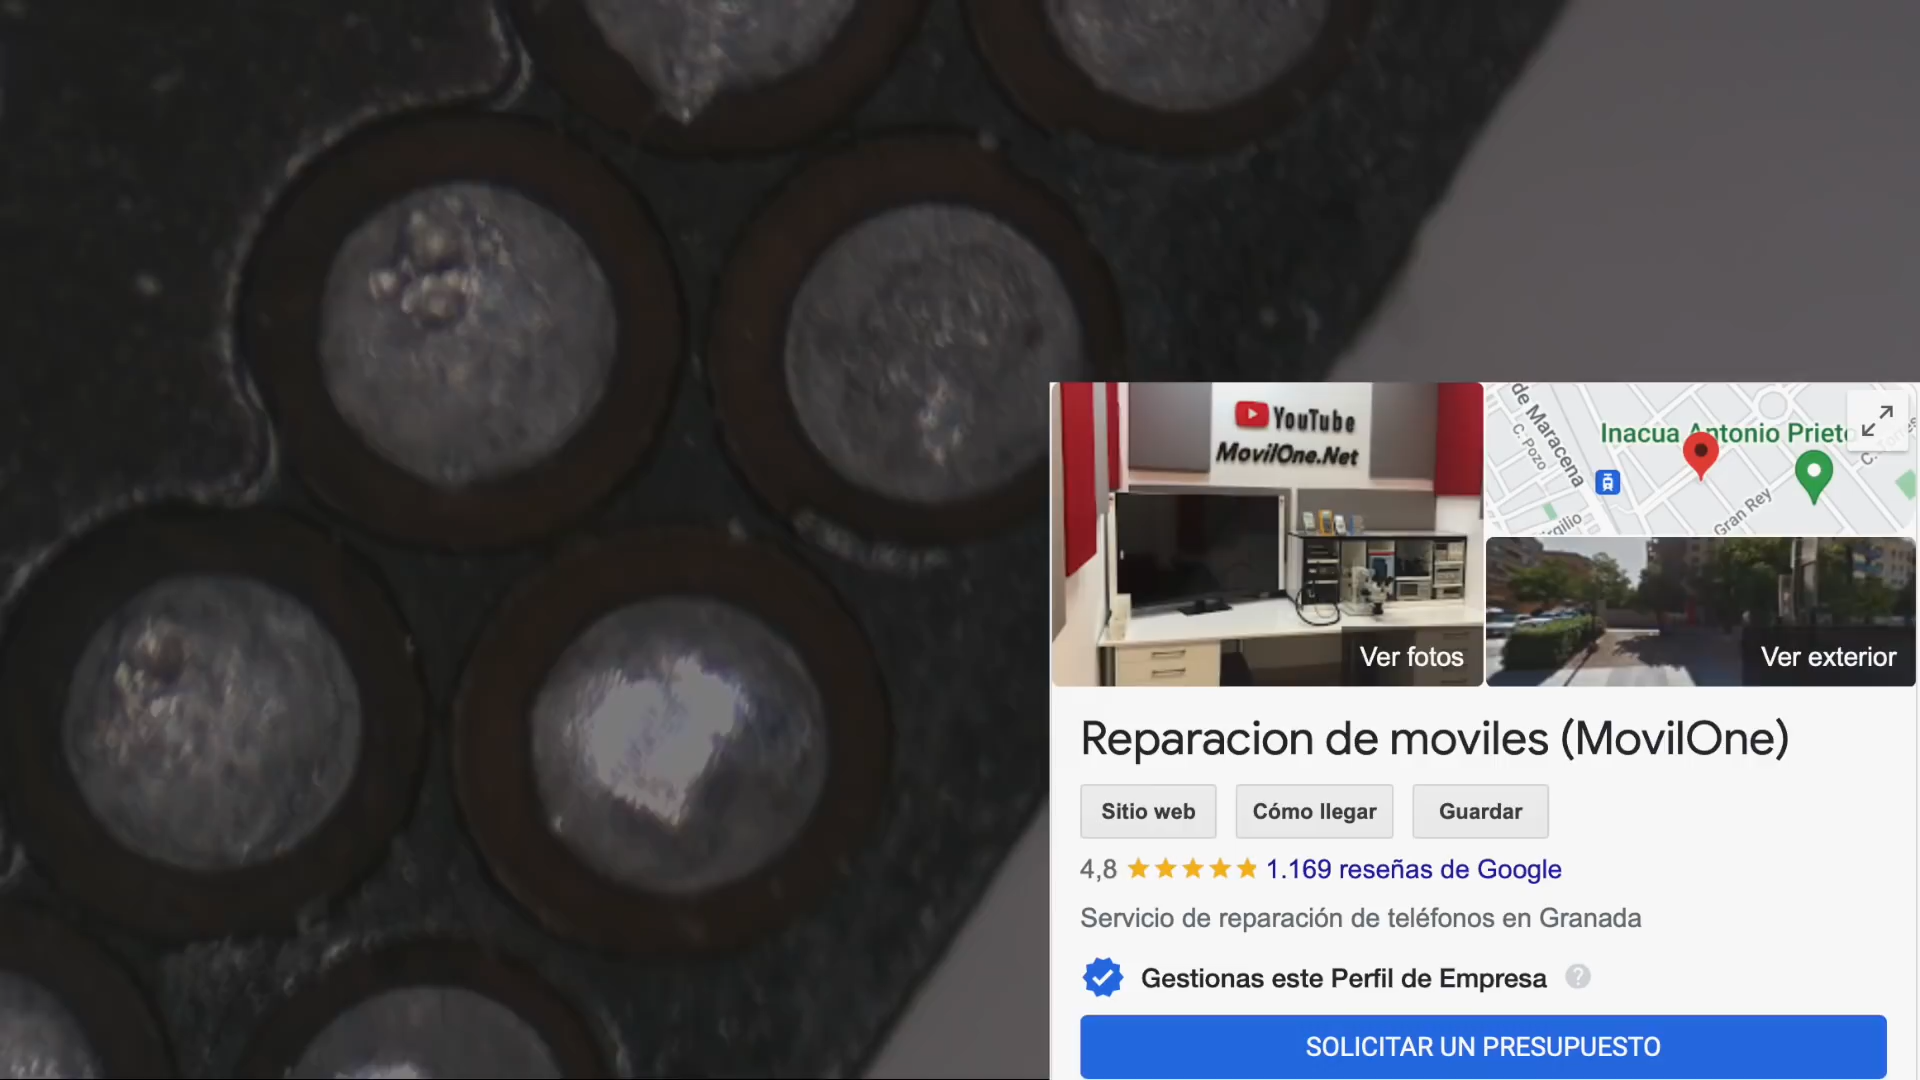 YouTube
MovilOne.Net
Ver fotos
de Maracena
C. Pozo
Inacua Antonio Prieto
Gran Rey
Ver exterior
Reparacion de moviles (MovilOne)
Sitio web
Cómo llegar
Guardar
4,8
1.169 reseñas de Google
Servicio de reparación de teléfonos en Granada
Gestionas este Perfil de Empresa
?
SOLICITAR UN PRESUPUESTO